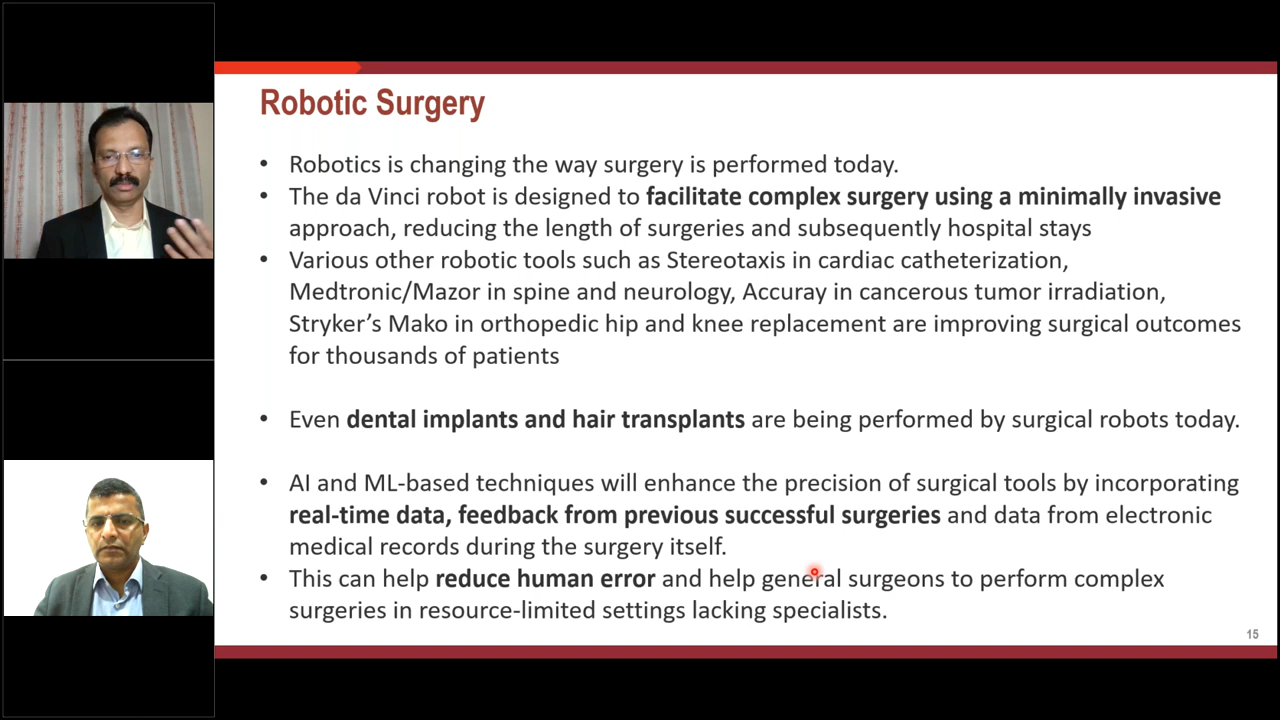 Robotic Surgery
• Robotics is changing the way surgery is performed today.
• The da Vinci robot is designed to facilitate complex surgery using a minimally invasive
approach, reducing the length of surgeries and subsequently hospital stays
• Various other robotic tools such as Stereotaxis in cardiac catheterization,
Medtronic/Mazor in spine and neurology, Accuray in cancerous tumor irradiation,
Stryker’s Mako in orthopedic hip and knee replacement are improving surgical outcomes
for thousands of patients
• Even dental implants and hair transplants are being performed by surgical robots today.
• AI and ML-based techniques will enhance the precision of surgical tools by incorporating
real-time data, feedback from previous successful surgeries and data from electronic
medical records during the surgery itself.
• This can help reduce human error and help general surgeons to perform complex
surgeries in resource-limited settings lacking specialists.
15